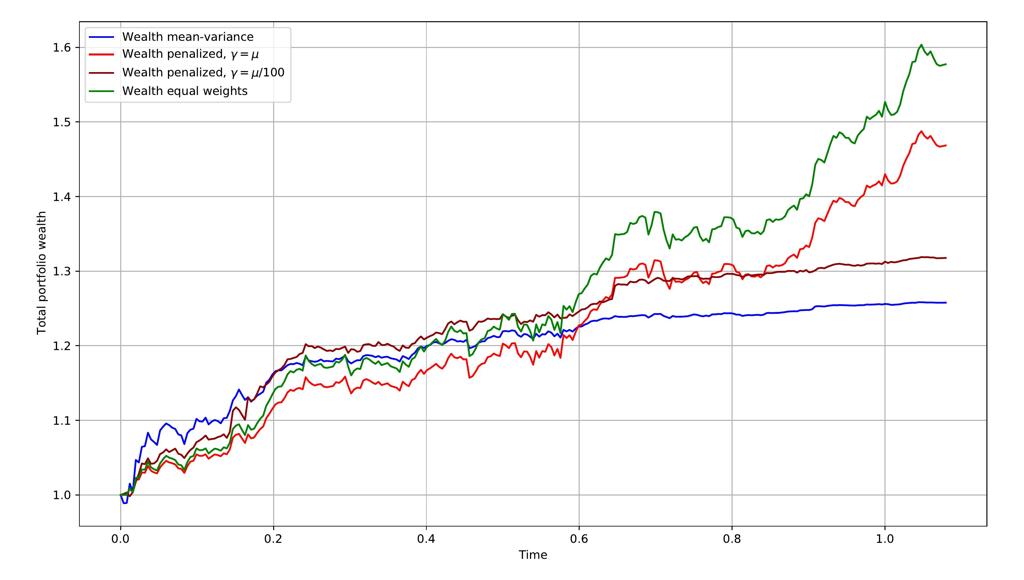 Wealth mean-variance
Wealth penalized, γ = μ
Wealth penalized, γ = μ/100
Wealth equal weights
Total portfolio wealth
1.6
1.5
1.4
1.3
1.2
1.1
1.0
0.0 0.2 0.4 0.6 0.8 1.0
Time